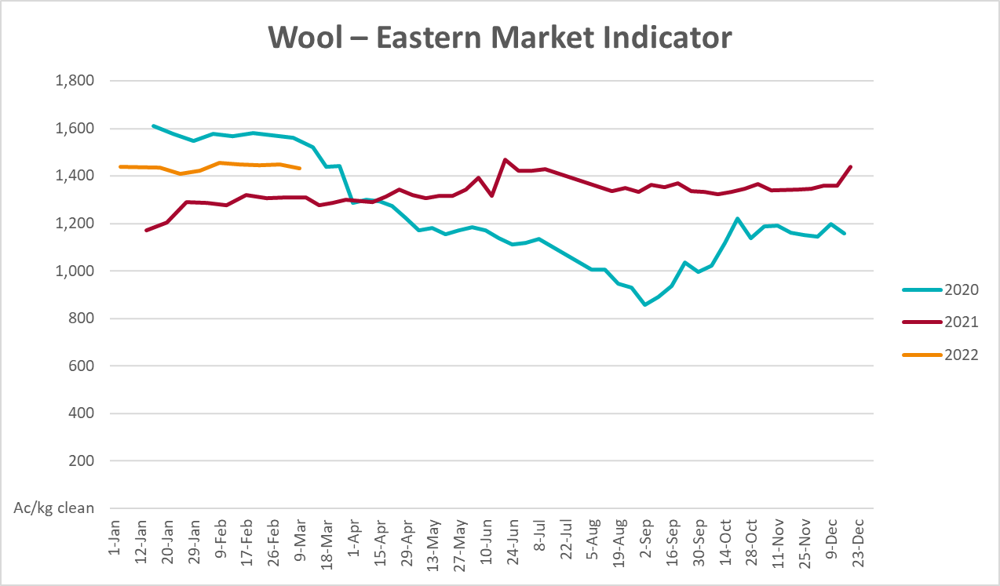 Wool – Eastern Market Indicator
1,800
1,600
1,400
1,200
1,000
800
600
400
200
Ac/kg clean
1-Jan
12-Jan
20-Jan
29-Jan
9-Feb
17-Feb
26-Feb
9-Mar
18-Mar
1-Apr
15-Apr
29-Apr
13-May
27-May
10-Jun
24-Jun
8-Jul
22-Jul
5-Aug
19-Aug
2-Sep
16-Sep
30-Sep
14-Oct
28-Oct
11-Nov
25-Nov
9-Dec
23-Dec
2020
2021
2022